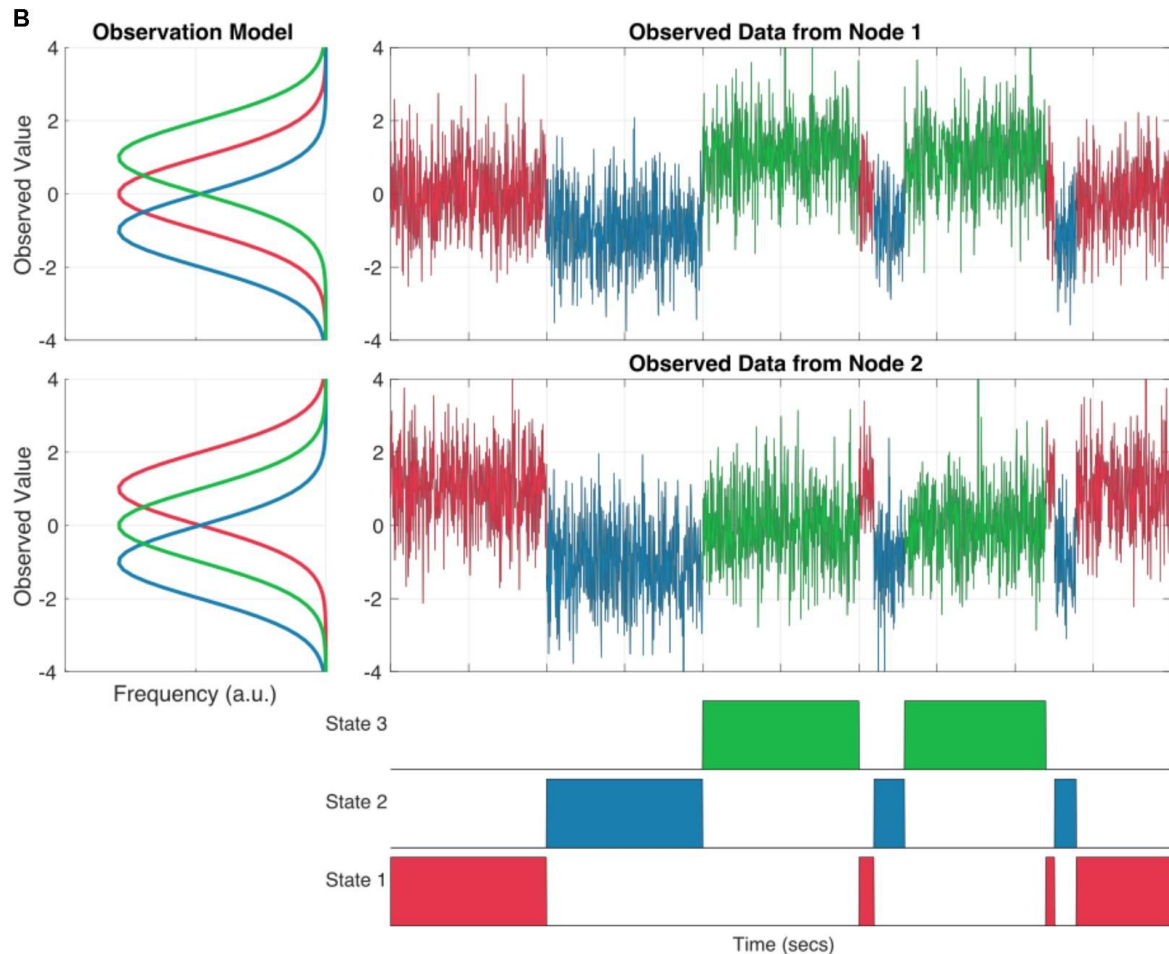 B
Observation Model
Observed Data from Node 1
Observed Value
4
2
0
-2
-4
4
2
0
-2
-4
Observed Data from Node 2
Observed Value
4
2
0
-2
-4
Frequency (a.u.)
4
2
0
-2
-4
State 3
State 2
State 1
Time (secs)